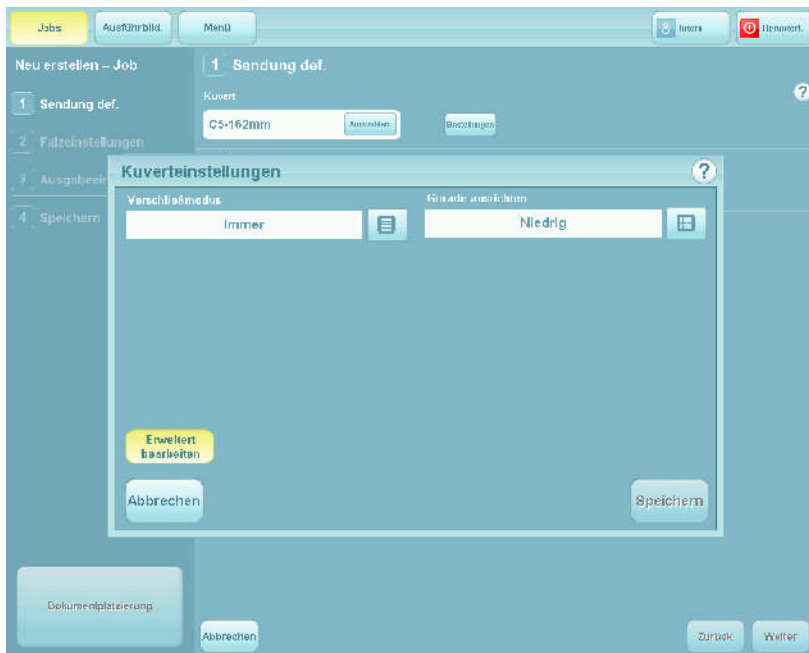 Jobs
Ausführbild.
Menü
Intern
Neu erstellen – Job
1 Sendung def.
1 Sendung def.
2 Falzeinstellungen
3 Ausgabeein
4 Speichern
Kuvert
C5-162mm
Auswählen
Einstellungen
?
Kuverteinstellungen
?
Verschließmodus
Immer
Gerade ausrichten
Niedrig
Erweitert
bearbeiten
Abbrechen
Speichern
Dokumentplatzierung
Abbrechen
Zurück
Weiter